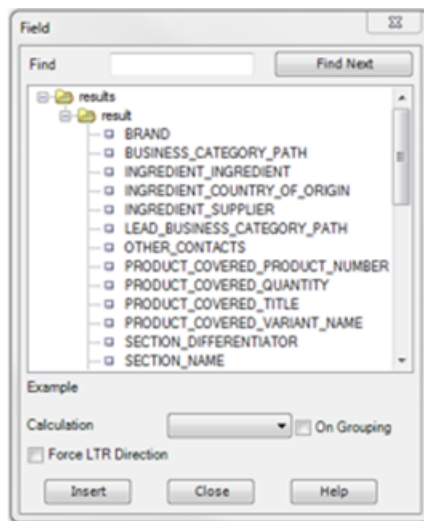 Field
Find
Find Next
results
result
BRAND
BUSINESS_CATEGORY_PATH
INGREDIENT_INGREDIENT
INGREDIENT_COUNTRY_OF_ORIGIN
INGREDIENT_SUPPLIER
LEAD_BUSINESS_CATEGORY_PATH
OTHER_CONTACTS
PRODUCT_COVERED_PRODUCT_NUMBER
PRODUCT_COVERED_QUANTITY
PRODUCT_COVERED_TITLE
PRODUCT_COVERED_VARIANT_NAME
SECTION_DIFFERENTIATOR
SECTION_NAME
Example
Calculation
On Grouping
Force LTR Direction
Insert Close Help